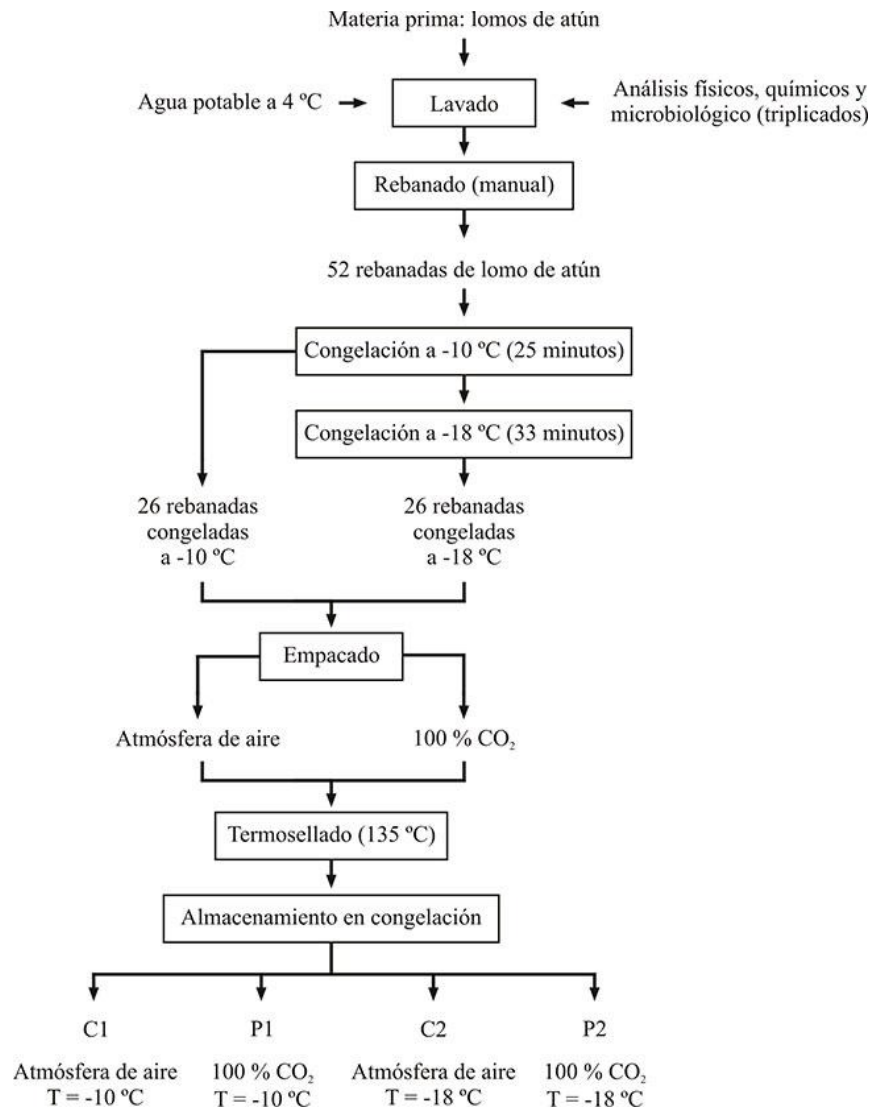 Materia prima: lomos de atún
Agua potable a 4 ºC
Lavado
Análisis físicos, químicos y
microbiológico (triplicados)
Rebanado (manual)
52 rebanadas de lomo de atún
Congelación a -10 ºC (25 minutos)
Congelación a -18 ºC (33 minutos)
26 rebanadas
congeladas
a -10 ºC
26 rebanadas
congeladas
a -18 ºC
Empacado
Atmósfera de aire
100 % CO₂
Termosellado (135 ºC)
Almacenamiento en congelación
C1
P1
C2
P2
Atmósfera de aire
T = -10 ºC
100 % CO₂
T = -10 ºC
Atmósfera de aire
T = -18 ºC
100 % CO₂
T = -18 ºC